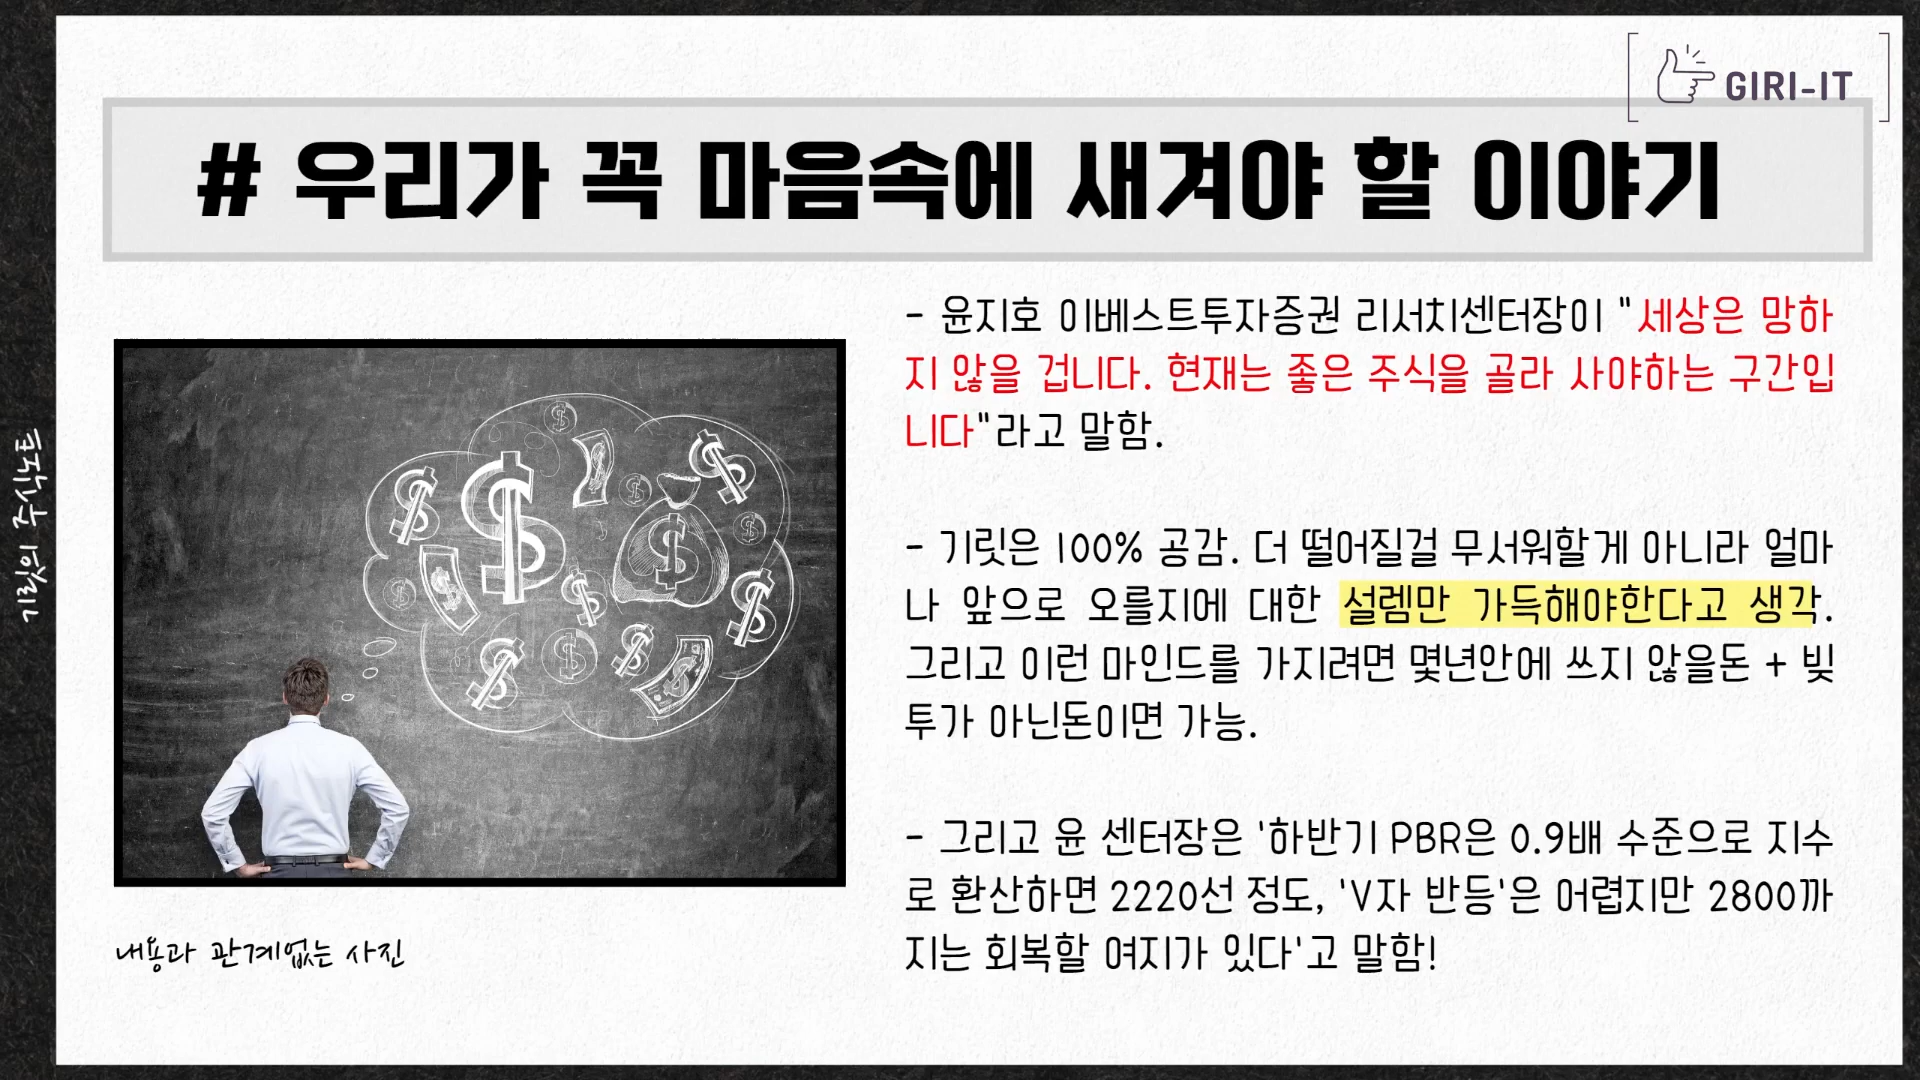 GIRI-IT
# 우리가 꼭 마음속에 새겨야 할 이야기
- 윤지호 이베스트투자증권 리서치센터장이 "세상은 망하
지 않을 겁니다. 현재는 좋은 주식을 골라 사야하는 구간입
니다"라고 말함.
- 기릿은 100% 공감. 더 떨어질걸 무서워할게 아니라 얼마
나 앞으로 오를지에 대한 설렘만 가득해야한다고 생각.
그리고 이런 마인드를 가지려면 몇년안에 쓰지 않을돈 + 빚
투가 아닌돈이면 가능.
- 그리고 윤 센터장은 '하반기 PBR은 0.9배 수준으로 지수
로 환산하면 2220선 정도, 'V자 반등'은 어렵지만 2800까
지는 회복할 여지가 있다'고 말함!
내용과 관계없는 사진
기릿의 주식노트